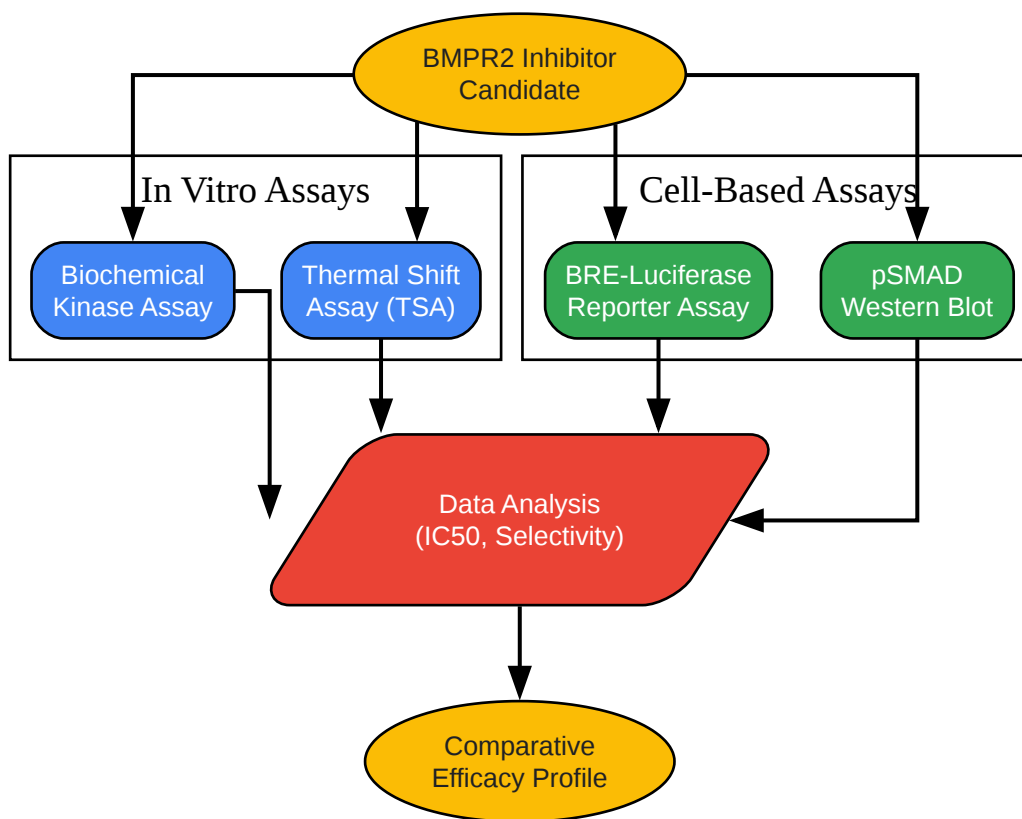 BMPR2 Inhibitor
Candidate
In Vitro Assays
Cell-Based Assays
Biochemical
Kinase Assay
Thermal Shift
Assay (TSA)
BRE-Luciferase
Reporter Assay
pSMAD
Western Blot
Data Analysis
(IC50, Selectivity)
Comparative
Efficacy Profile